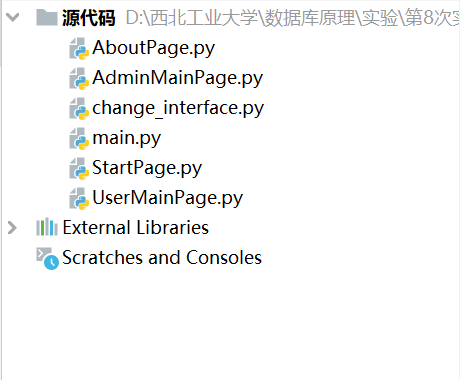 源代码 D:\西北工业大学\数据库原理\实验\第8次实
AboutPage.py
AdminMainPage.py
change_interface.py
main.py
StartPage.py
UserMainPage.py
External Libraries
Scratches and Consoles